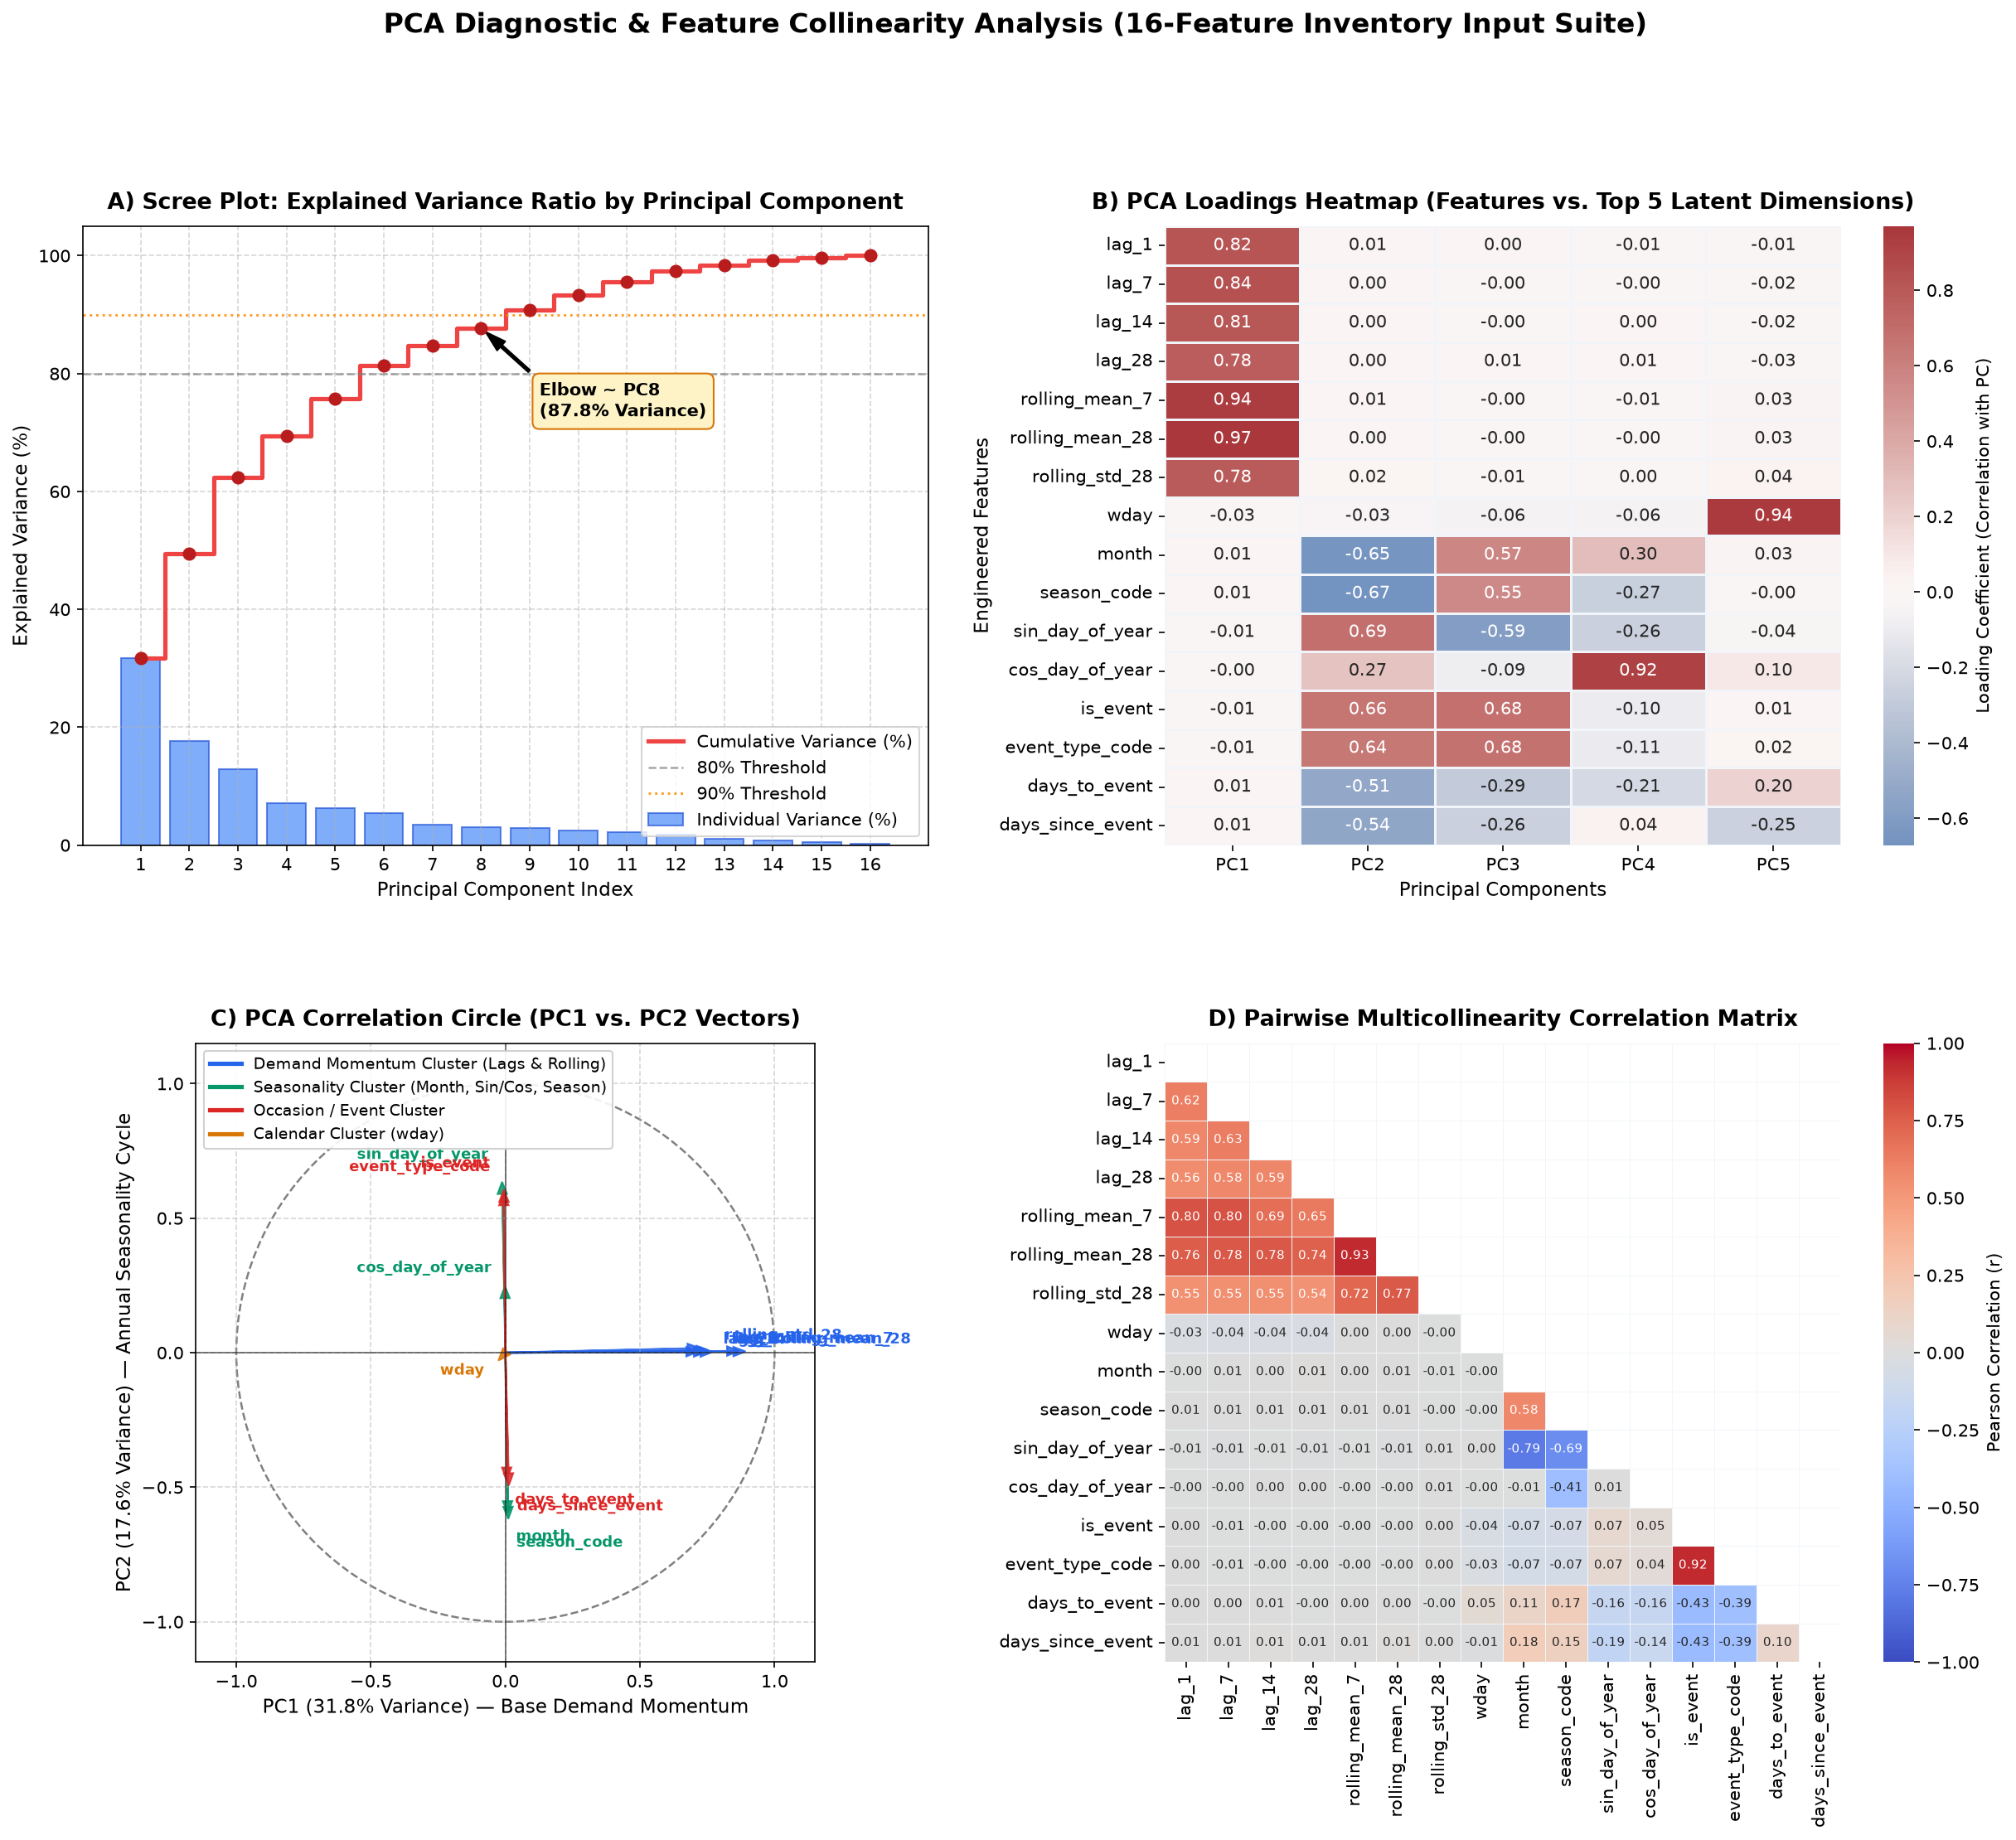 PCA Diagnostic & Feature Collinearity Analysis (16-Feature Inventory Input Suite)
A) Scree Plot: Explained Variance Ratio by Principal Component
Explained Variance (%)
100
80
60
40
20
0
Elbow ~ PC8
(87.8% Variance)
Cumulative Variance (%)
80% Threshold
90% Threshold
Individual Variance (%)
1 2 3 4 5 6 7 8 9 10 11 12 13 14 15 16
Principal Component Index
B) PCA Loadings Heatmap (Features vs. Top 5 Latent Dimensions)
Engineered Features
lag_1 0.82 0.01 0.00 -0.01 -0.01
lag_7 0.84 0.00 -0.00 -0.00 -0.02
lag_14 0.81 0.00 -0.00 0.00 -0.02
lag_28 0.78 0.00 0.01 0.01 -0.03
rolling_mean_7 0.94 0.01 -0.00 -0.01 0.03
rolling_mean_28 0.97 0.00 -0.00 -0.00 0.03
rolling_std_28 0.78 0.02 -0.01 0.00 0.04
wday -0.03 -0.03 -0.06 -0.06 0.94
month 0.01 -0.65 0.57 0.30 0.03
season_code 0.01 -0.67 0.55 -0.27 -0.00
sin_day_of_year -0.01 0.69 -0.59 -0.26 -0.04
cos_day_of_year -0.00 0.27 -0.09 0.92 0.10
is_event -0.01 0.66 0.68 -0.10 0.01
event_type_code -0.01 0.64 0.68 -0.11 0.02
days_to_event 0.01 -0.51 -0.29 -0.21 0.20
days_since_event 0.01 -0.54 -0.26 0.04 -0.25
PC1 PC2 PC3 PC4 PC5
Principal Components
0.8
0.6
0.4
0.2
0.0
−0.2
−0.4
−0.6
Loading Coefficient (Correlation with PC)
C) PCA Correlation Circle (PC1 vs. PC2 Vectors)
PC2 (17.6% Variance) — Annual Seasonality Cycle
1.0
0.5
0.0
−0.5
−1.0
Demand Momentum Cluster (Lags & Rolling)
Seasonality Cluster (Month, Sin/Cos, Season)
Occasion / Event Cluster
Calendar Cluster (wday)
sin_day_of_year
is_event
event_type_code
cos_day_of_year
rolling_std_28
rolling_mean_28
wday
days_to_event
days_since_event
month
season_code
−1.0 −0.5 0.0 0.5 1.0
PC1 (31.8% Variance) — Base Demand Momentum
D) Pairwise Multicollinearity Correlation Matrix
lag_1
lag_7 0.62
lag_14 0.59 0.63
lag_28 0.56 0.58 0.59
rolling_mean_7 0.80 0.80 0.69 0.65
rolling_mean_28 0.76 0.78 0.78 0.74 0.93
rolling_std_28 0.55 0.55 0.55 0.54 0.72 0.77
wday -0.03 -0.04 -0.04 -0.04 0.00 0.00 -0.00
month -0.00 0.01 0.00 0.01 0.00 0.01 -0.01 -0.00
season_code 0.01 0.01 0.01 0.01 0.01 0.01 -0.00 -0.00 0.58
sin_day_of_year -0.01 -0.01 -0.01 -0.01 -0.01 -0.01 0.01 0.00 -0.79 -0.69
cos_day_of_year -0.00 -0.00 0.00 0.00 -0.00 -0.00 0.01 -0.00 -0.01 -0.41 0.01
is_event 0.00 -0.01 -0.00 -0.00 -0.00 -0.00 0.00 -0.04 -0.07 -0.07 0.07 0.05
event_type_code 0.00 -0.01 -0.00 -0.00 -0.00 -0.00 0.00 -0.03 -0.07 -0.07 0.07 0.04 0.92
days_to_event 0.00 0.00 0.01 -0.00 0.00 0.00 -0.00 0.05 0.11 0.17 -0.16 -0.16 -0.43 -0.39
days_since_event 0.01 0.01 0.01 0.01 0.01 0.01 0.00 -0.01 0.18 0.15 -0.19 -0.14 -0.43 -0.39 0.10
lag_1 lag_7 lag_14 lag_28 rolling_mean_7 rolling_mean_28 rolling_std_28 wday month season_code sin_day_of_year cos_day_of_year is_event event_type_code days_to_event days_since_event
1.00
0.75
0.50
0.25
0.00
−0.25
−0.50
−0.75
−1.00
Pearson Correlation (r)